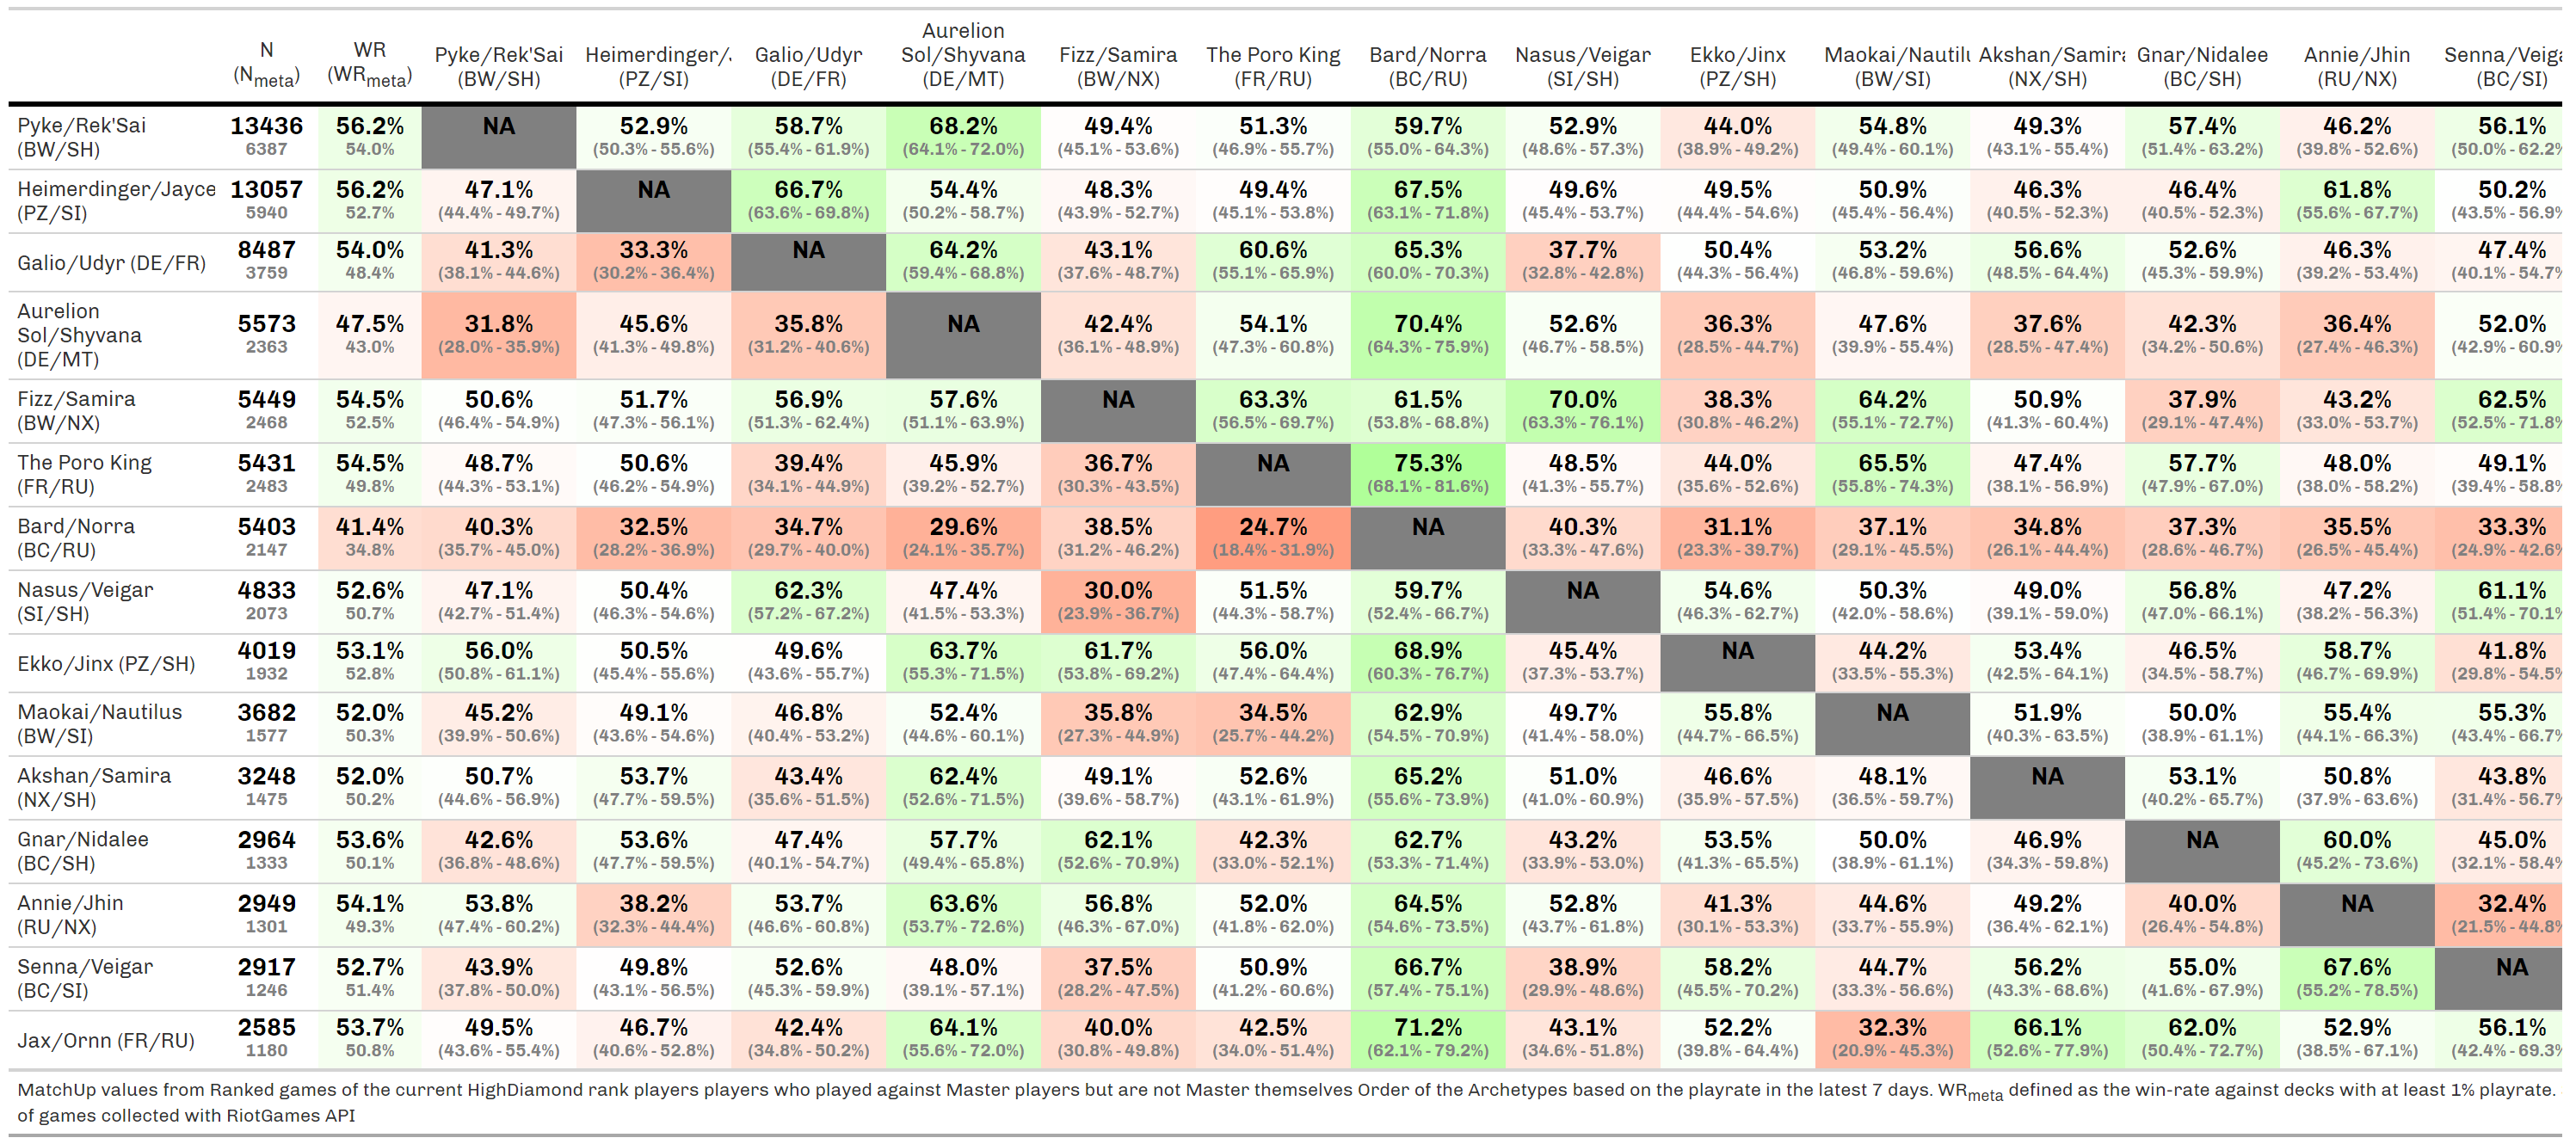 N (Nmeta) WR (WRmeta) Pyke/Rek'Sai (BW/SH) Heimerdinger/J (PZ/SI) Galio/Udyr (DE/FR) Aurelion Sol/Shyvana (DE/MT) Fizz/Samira (BW/NX) The Poro King (FR/RU) Bard/Norra (BC/RU) Nasus/Veigar (SI/SH) Ekko/Jinx (PZ/SH) Maokai/Nautilu (BW/SI) Akshan/Samira (NX/SH) Gnar/Nidalee (BC/SH) Annie/Jhin (RU/NX) Senna/Veiga (BC/SI)
Pyke/Rek'Sai 13436 56.2% NA 52.9% 58.7% 68.2% 49.4% 51.3% 59.7% 52.9% 44.0% 54.8% 49.3% 57.4% 46.2% 56.1%
(BW/SH) 6387 54.0% (50.3% - 55.6%) (55.4% - 61.9%) (64.1% - 72.0%) (45.1% - 53.6%) (46.9% - 55.7%) (55.0% - 64.3%) (48.6% - 57.3%) (38.9% - 49.2%) (49.4% - 60.1%) (43.1% - 55.4%) (51.4% - 63.2%) (39.8% - 52.6%) (50.0% - 62.2%
Heimerdinger/Jayce 13057 56.2% 47.1% NA 66.7% 54.4% 48.3% 49.4% 67.5% 49.6% 49.5% 50.9% 46.3% 46.4% 61.8% 50.2%
(PZ/SI) 5940 52.7% (44.4% - 49.7%) (63.6% - 69.8%) (50.2% - 58.7%) (43.9% - 52.7%) (45.1% - 53.8%) (63.1% - 71.8%) (45.4% - 53.7%) (44.4% - 54.6%) (45.4% - 56.4%) (40.5% - 52.3%) (40.5% - 52.3%) (55.6% - 67.7%) (43.5% - 56.9%
Galio/Udyr (DE/FR) 8487 54.0% 41.3% 33.3% NA 64.2% 43.1% 60.6% 65.3% 37.7% 50.4% 53.2% 56.6% 52.6% 46.3% 47.4%
3759 48.4% (38.1% - 44.6%) (30.2% - 36.4%) (59.4% - 68.8%) (37.6% - 48.7%) (55.1% - 65.9%) (60.0% - 70.3%) (32.8% - 42.8%) (44.3% - 56.4%) (46.8% - 59.6%) (48.5% - 64.4%) (45.3% - 59.9%) (39.2% - 53.4%) (40.1% - 54.7%
Aurelion
Sol/Shyvana 5573 47.5% 31.8% 45.6% 35.8% NA 42.4% 54.1% 70.4% 52.6% 36.3% 47.6% 37.6% 42.3% 36.4% 52.0%
(DE/MT) 2363 43.0% (28.0% - 35.9%) (41.3% - 49.8%) (31.2% - 40.6%) (36.1% - 48.9%) (47.3% - 60.8%) (64.3% - 75.9%) (46.7% - 58.5%) (28.5% - 44.7%) (39.9% - 55.4%) (28.5% - 47.4%) (34.2% - 50.6%) (27.4% - 46.3%) (42.9% - 60.9%
Fizz/Samira 5449 54.5% 50.6% 51.7% 56.9% 57.6% NA 63.3% 61.5% 70.0% 38.3% 64.2% 50.9% 37.9% 43.2% 62.5%
(BW/NX) 2468 52.5% (46.4% - 54.9%) (47.3% - 56.1%) (51.3% - 62.4%) (51.1% - 63.9%) (56.5% - 69.7%) (53.8% - 68.8%) (63.3% - 76.1%) (30.8% - 46.2%) (55.1% - 72.7%) (41.3% - 60.4%) (29.1% - 47.4%) (33.0% - 53.7%) (52.5% - 71.8%
The Poro King 5431 54.5% 48.7% 50.6% 39.4% 45.9% 36.7% NA 75.3% 48.5% 44.0% 65.5% 47.4% 57.7% 48.0% 49.1%
(FR/RU) 2483 49.8% (44.3% - 53.1%) (46.2% - 54.9%) (34.1% - 44.9%) (39.2% - 52.7%) (30.3% - 43.5%) (68.1% - 81.6%) (41.3% - 55.7%) (35.6% - 52.6%) (55.8% - 74.3%) (38.1% - 56.9%) (47.9% - 67.0%) (38.0% - 58.2%) (39.4% - 58.8%
Bard/Norra 5403 41.4% 40.3% 32.5% 34.7% 29.6% 38.5% 24.7% NA 40.3% 31.1% 37.1% 34.8% 37.3% 35.5% 33.3%
(BC/RU) 2147 34.8% (35.7% - 45.0%) (28.2% - 36.9%) (29.7% - 40.0%) (24.1% - 35.7%) (31.2% - 46.2%) (18.4% - 31.9%) (33.3% - 47.6%) (23.3% - 39.7%) (29.1% - 45.5%) (26.1% - 44.4%) (28.6% - 46.7%) (26.5% - 45.4%) (24.9% - 42.6%
Nasus/Veigar 4833 52.6% 47.1% 50.4% 62.3% 47.4% 30.0% 51.5% 59.7% NA 54.6% 50.3% 49.0% 56.8% 47.2% 61.1%
(SI/SH) 2073 50.7% (42.7% - 51.4%) (46.3% - 54.6%) (57.2% - 67.2%) (41.5% - 53.3%) (23.9% - 36.7%) (44.3% - 58.7%) (52.4% - 66.7%) (46.3% - 62.7%) (42.0% - 58.6%) (39.1% - 59.0%) (47.0% - 66.1%) (38.2% - 56.3%) (51.4% - 70.1%
Ekko/Jinx (PZ/SH) 4019 53.1% 56.0% 50.5% 49.6% 63.7% 61.7% 56.0% 68.9% 45.4% NA 44.2% 53.4% 46.5% 58.7% 41.8%
1932 52.8% (50.8% - 61.1%) (45.4% - 55.6%) (43.6% - 55.7%) (55.3% - 71.5%) (53.8% - 69.2%) (47.4% - 64.4%) (60.3% - 76.7%) (37.3% - 53.7%) (33.5% - 55.3%) (42.5% - 64.1%) (34.5% - 58.7%) (46.7% - 69.9%) (29.8% - 54.5%
Maokai/Nautilus 3682 52.0% 45.2% 49.1% 46.8% 52.4% 35.8% 34.5% 62.9% 49.7% 55.8% NA 51.9% 50.0% 55.4% 55.3%
(BW/SI) 1577 50.3% (39.9% - 50.6%) (43.6% - 54.6%) (40.4% - 53.2%) (44.6% - 60.1%) (27.3% - 44.9%) (25.7% - 44.2%) (54.5% - 70.9%) (41.4% - 58.0%) (44.7% - 66.5%) (40.3% - 63.5%) (38.9% - 61.1%) (44.1% - 66.3%) (43.4% - 66.7%
Akshan/Samira 3248 52.0% 50.7% 53.7% 43.4% 62.4% 49.1% 52.6% 65.2% 51.0% 46.6% 48.1% NA 53.1% 50.8% 43.8%
(NX/SH) 1475 50.2% (44.6% - 56.9%) (47.7% - 59.5%) (35.6% - 51.5%) (52.6% - 71.5%) (39.6% - 58.7%) (43.1% - 61.9%) (55.6% - 73.9%) (41.0% - 60.9%) (35.9% - 57.5%) (36.5% - 59.7%) (40.2% - 65.7%) (37.9% - 63.6%) (31.4% - 56.7%
Gnar/Nidalee 2964 53.6% 42.6% 53.6% 47.4% 57.7% 62.1% 42.3% 62.7% 43.2% 53.5% 50.0% 46.9% NA 60.0% 45.0%
(BC/SH) 1333 50.1% (36.8% - 48.6%) (47.7% - 59.5%) (40.1% - 54.7%) (49.4% - 65.8%) (52.6% - 70.9%) (33.0% - 52.1%) (53.3% - 71.4%) (33.9% - 53.0%) (41.3% - 65.5%) (38.9% - 61.1%) (34.3% - 59.8%) (45.2% - 73.6%) (32.1% - 58.4%
Annie/Jhin 2949 54.1% 53.8% 38.2% 53.7% 63.6% 56.8% 52.0% 64.5% 52.8% 41.3% 44.6% 49.2% 40.0% NA 32.4%
(RU/NX) 1301 49.3% (47.4% - 60.2%) (32.3% - 44.4%) (46.6% - 60.8%) (53.7% - 72.6%) (46.3% - 67.0%) (41.8% - 62.0%) (54.6% - 73.5%) (43.7% - 61.8%) (30.1% - 53.3%) (33.7% - 55.9%) (36.4% - 62.1%) (26.4% - 54.8%) (21.5% - 44.8%
Senna/Veigar 2917 52.7% 43.9% 49.8% 52.6% 48.0% 37.5% 50.9% 66.7% 38.9% 58.2% 44.7% 56.2% 55.0% 67.6% NA
(BC/SI) 1246 51.4% (37.8% - 50.0%) (43.1% - 56.5%) (45.3% - 59.9%) (39.1% - 57.1%) (28.2% - 47.5%) (41.2% - 60.6%) (57.4% - 75.1%) (29.9% - 48.6%) (45.5% - 70.2%) (33.3% - 56.6%) (43.3% - 68.6%) (41.6% - 67.9%) (55.2% - 78.5%)
Jax/Ornn (FR/RU) 2585 53.7% 49.5% 46.7% 42.4% 64.1% 40.0% 42.5% 71.2% 43.1% 52.2% 32.3% 66.1% 62.0% 52.9% 56.1%
1180 50.8% (43.6% - 55.4%) (40.6% - 52.8%) (34.8% - 50.2%) (55.6% - 72.0%) (30.8% - 49.8%) (34.0% - 51.4%) (62.1% - 79.2%) (34.6% - 51.8%) (39.8% - 64.4%) (20.9% - 45.3%) (52.6% - 77.9%) (50.4% - 72.7%) (38.5% - 67.1%) (42.4% - 69.3%
MatchUp values from Ranked games of the current HighDiamond rank players players who played against Master players but are not Master themselves Order of the Archetypes based on the playrate in the latest 7 days. WRmeta defined as the win-rate against decks with at least 1% playrate.
of games collected with RiotGames API